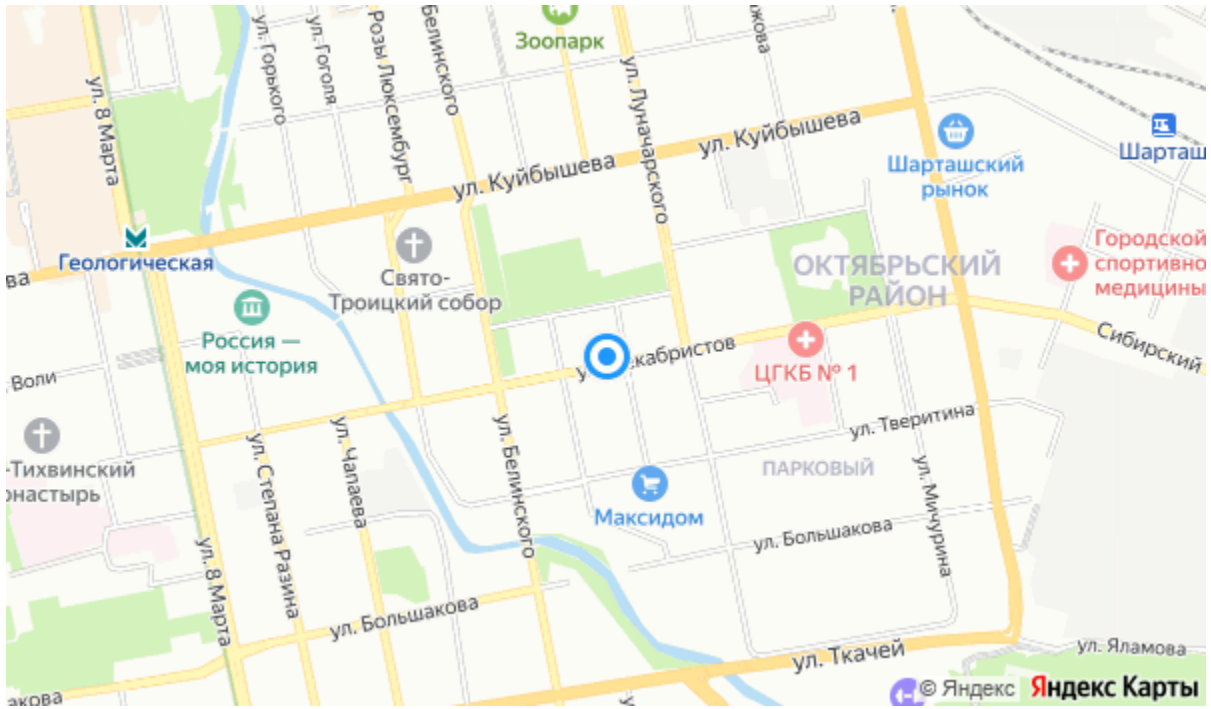 Зоопарк
ул. Горького
ул. Гоголя
Розы Люксембург
Белинского
ул. Луначарского
ул. 8 Марта
ул. Куйбышева
ул. Куйбышева
Шарташский
рынок
Шарташ
Геологическая
Свято-
Троицкий собор
ОКТЯБРЬСКИЙ
РАЙОН
Городской
спортивно
медицины
Россия —
моя история
кабристов
ЦГКБ № 1
Сибирский
Воли
-Тихвинский
онастырь
ул. Степана Разина
ул. Чапаева
ул. Белинского
ул. Тверитина
ПАРКОВЫЙ
Максидом
ул. Большакова
ул. Мичурина
ул. 8 Марта
ул. Большакова
ул. Ткачей
ул. Яламова
акова
© Яндекс Яндекс Карты